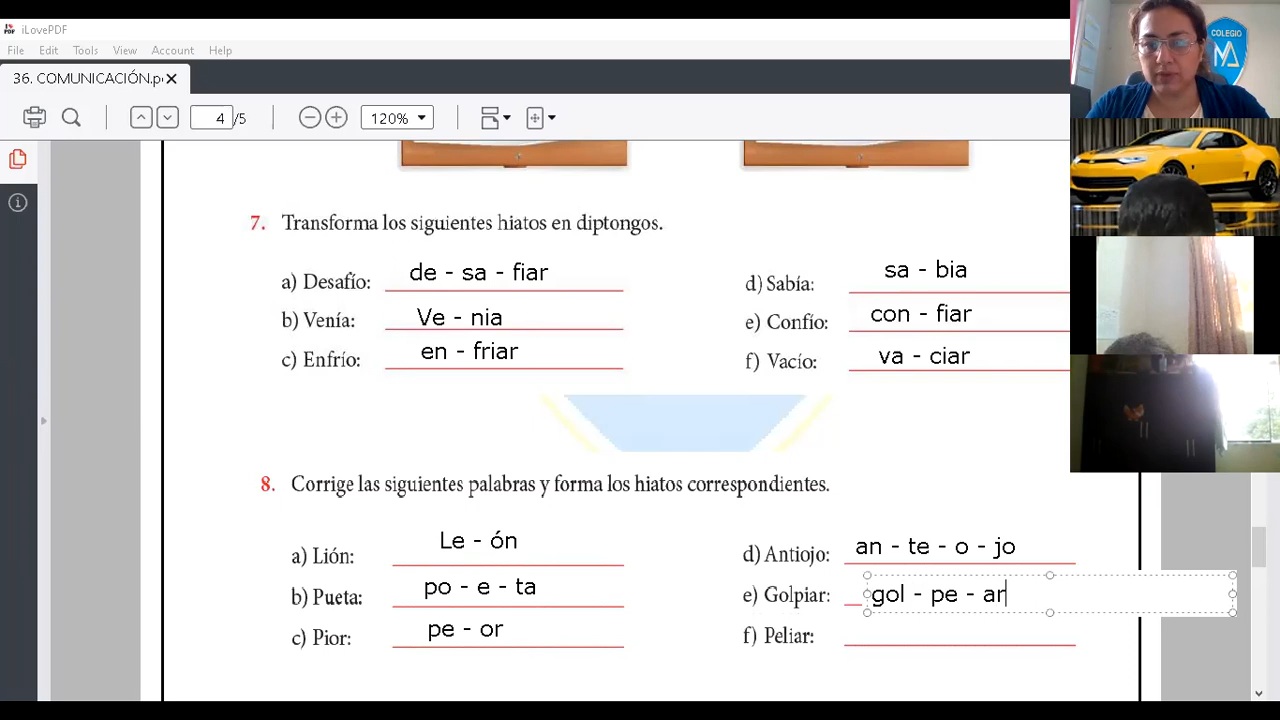 iLovePDF
File Edit Tools View Account Help
36. COMUNICACIÓN.p
4 /5 120%
COLEGIO
7. Transforma los siguientes hiatos en diptongos.
a) Desafío: de - sa - fiar
b) Venía: Ve - nia
c) Enfrío: en - friar
d) Sabía: sa - bia
e) Confío: con - fiar
f) Vacío: va - ciar
8. Corrige las siguientes palabras y forma los hiatos correspondientes.
a) Lión: Le - ón
b) Pueta: po - e - ta
c) Pior: pe - or
d) Antiojo: an - te - o - jo
e) Golpiar: gol - pe - ar
f) Peliar: